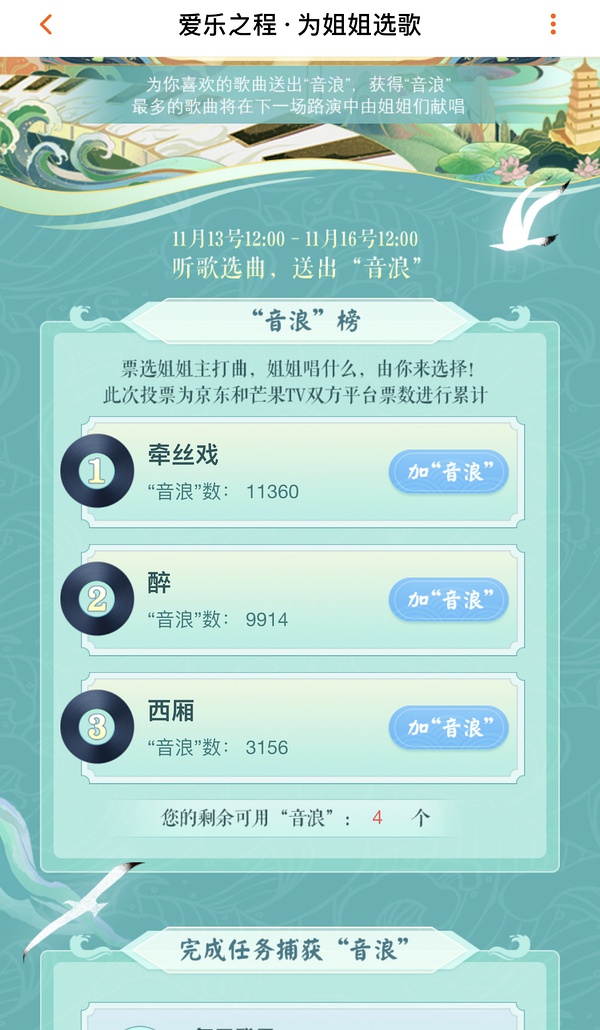 爱乐之程 · 为姐姐选歌
为你喜欢的歌曲送出“音浪”，获得“音浪”
最多的歌曲将在下一场路演中由姐姐们献唱
11月13号12:00 - 11月16号12:00
听歌选曲，送出“音浪”
“音浪”榜
票选姐姐主打曲，姐姐唱什么，由你来选择！
此次投票为京东和芒果TV双方平台票数进行累计
1
牵丝戏
“音浪”数： 11360
加“音浪”
2
醉
“音浪”数： 9914
加“音浪”
3
西厢
“音浪”数： 3156
加“音浪”
您的剩余可用“音浪”： 4 个
完成任务捕获“音浪”